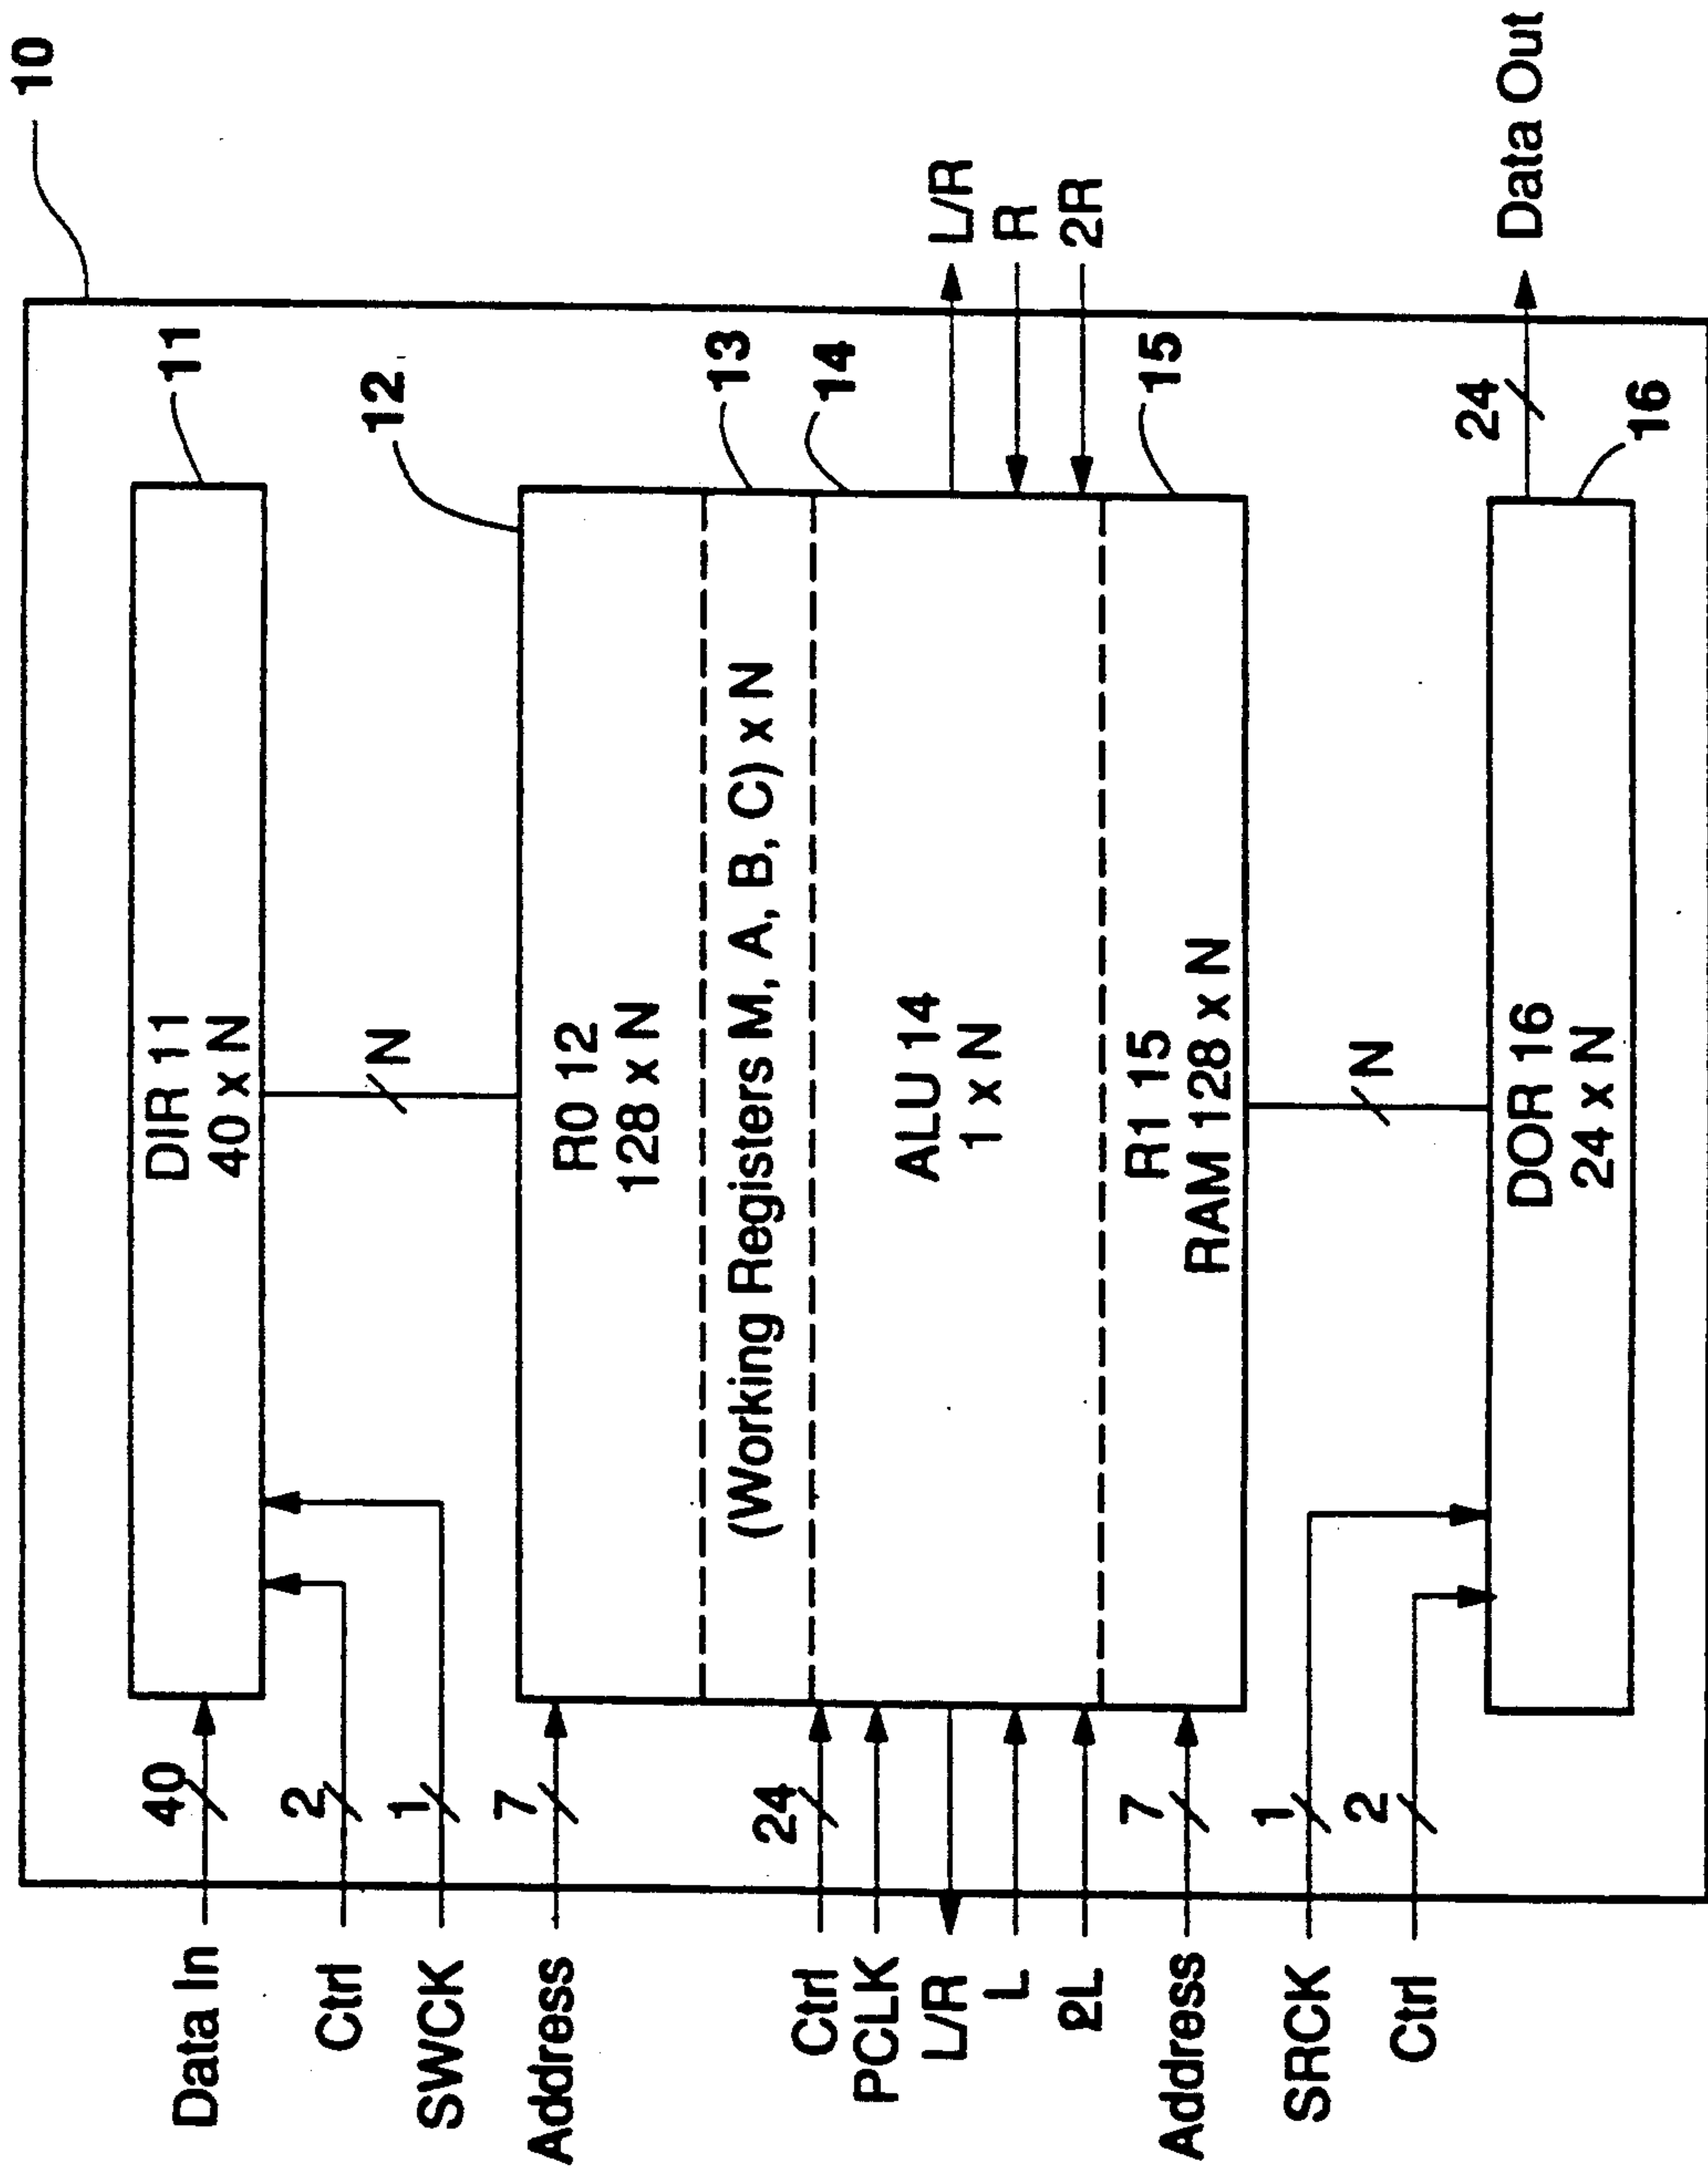 10
11
DIR 11
40 x N
Data In
40
Ctrl
2
SWCK
1
N
12
Address
7
R0 12
128 x N
13
(Working Registers M, A, B, C) x N
14
Ctrl
24
PCLK
L/R
L
2L
ALU 14
1 x N
L/R
R
2R
15
Address
7
R1 15
RAM 128 x N
N
SRCK
1
Ctrl
2
DOR 16
24 x N
24
Data Out
16